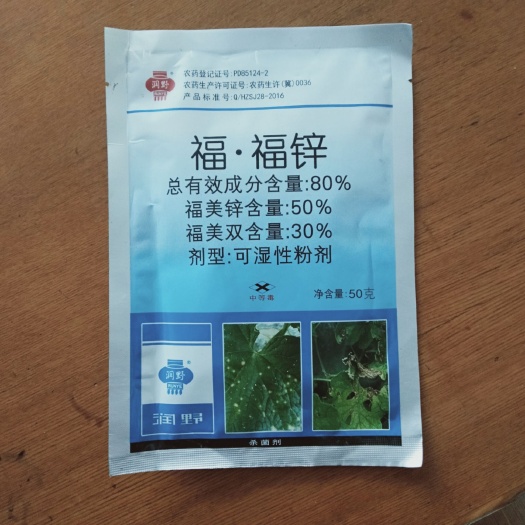 农药登记证号:PD85124-2
农药生产许可证号:农药生许(冀)0036
产品标准号:Q/HZSJ28-2016
润野
福·福锌
总有效成分含量:80%
福美锌含量:50%
福美双含量:30%
剂型:可湿性粉剂
中等毒
净含量:50克
润野
润野
杀菌剂